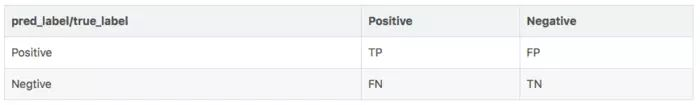 pred_label/true_label Positive Negative
Positive TP FP
Negtive FN TN